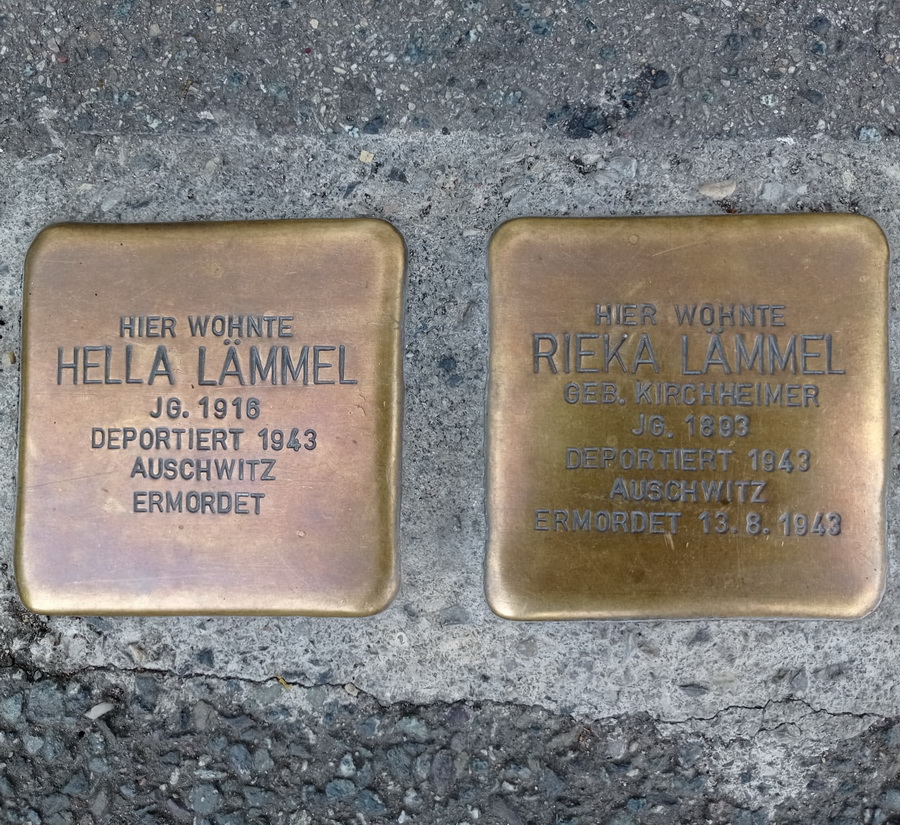 HIER WOHNTE
HELLA LÄMMEL
JG. 1916
DEPORTIERT 1943
AUSCHWITZ
ERMORDET
HIER WOHNTE
RIEKA LÄMMEL
GEB. KIRCHHEIMER
JG. 1893
DEPORTIERT 1943
AUSCHWITZ
ERMORDET 13.8.1943